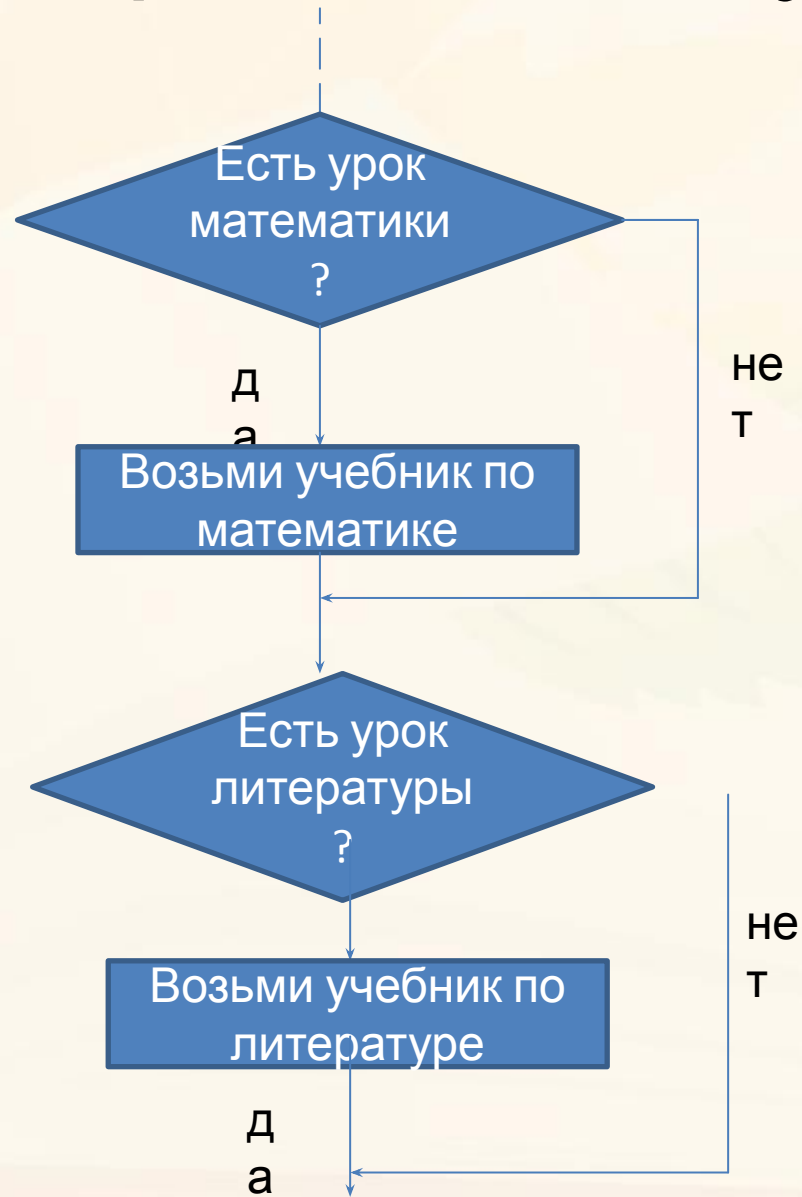 Есть урок
математики
?
д
а
не
т
Возьми учебник по
математике
Есть урок
литературы
?
не
т
Возьми учебник по
литературе
д
а